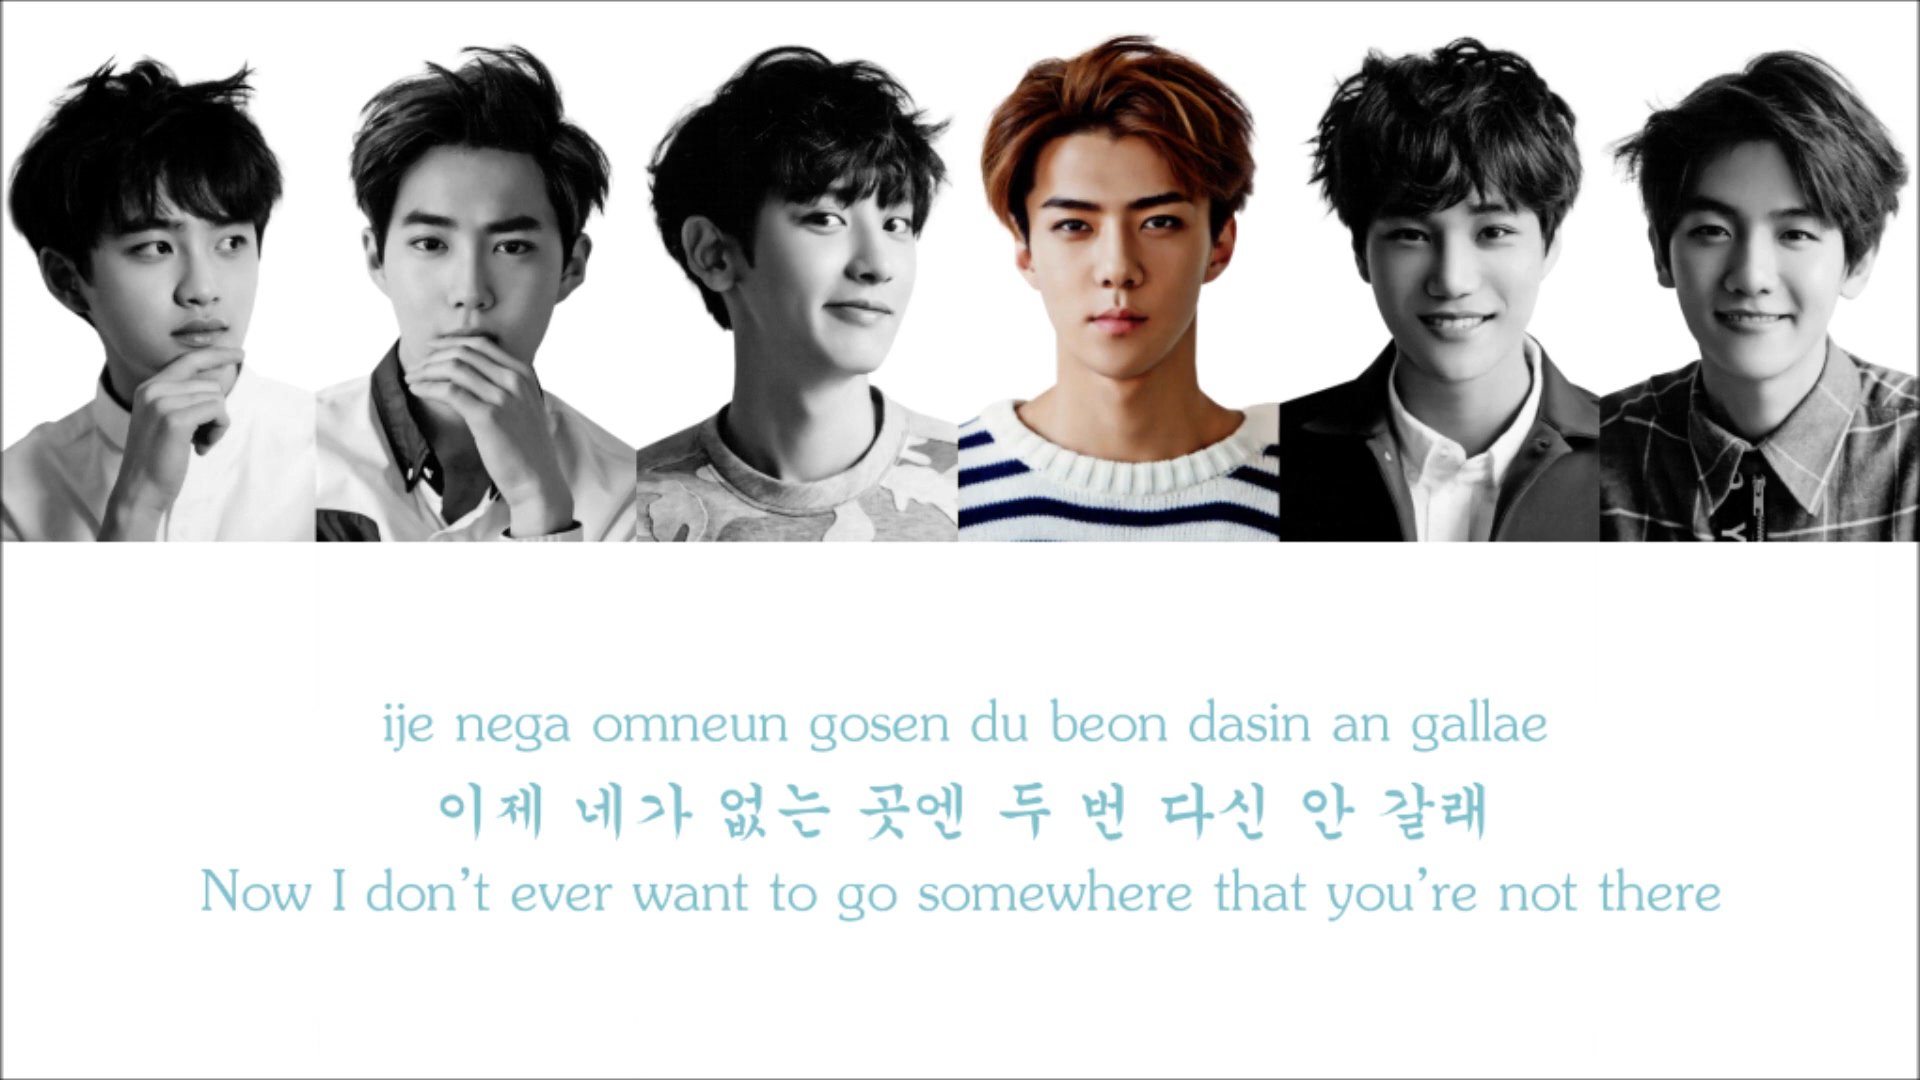 ije nega omneun gosen du beon dasin an gallae
이제 네가 없는 곳엔 두 번 다신 안 갈래
Now I don't ever want to go somewhere that you're not there